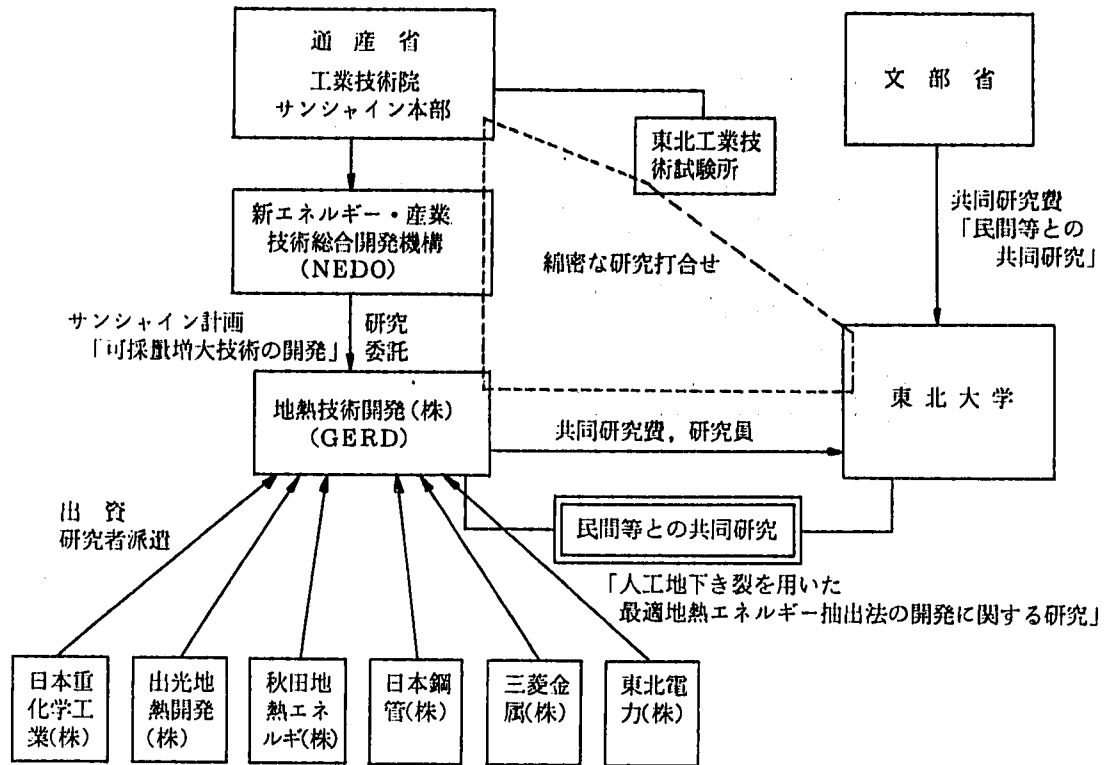 通産省
工業技術院
サンシャイン本部
文部省
東北工業技
術試験所
新エネルギー・産業
技術総合開発機構
(NEDO)
共同研究費
「民間等との
共同研究」
綿密な研究打合せ
サンシャイン計画
「可採量増大技術の開発」
研究
委託
地熱技術開発(株)
(GERD)
東北大学
共同研究費,研究員
出資
研究者派遣
民間等との共同研究
「人工地下き裂を用いた
最適地熱エネルギー抽出法の開発に関する研究」
日本重
化学工
業(株)
出光地
熱開発
(株)
秋田地
熱エネ
ルギ(株)
日本鋼
管(株)
三菱金
属(株)
東北電
力(株)